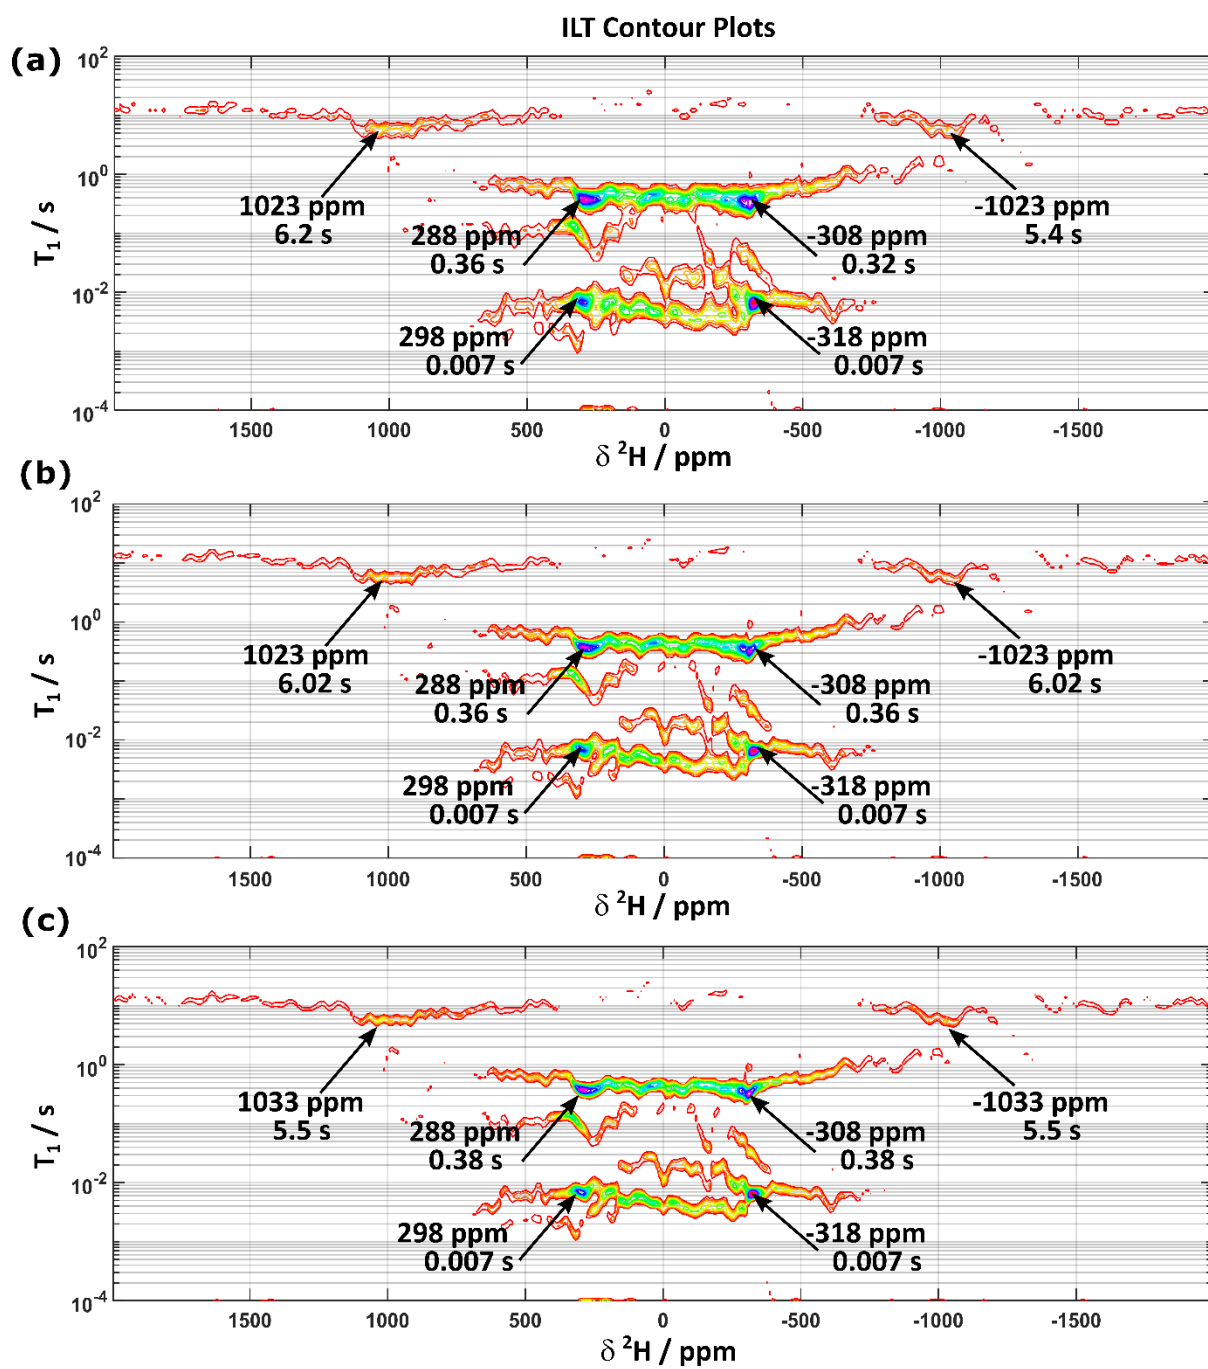 ILT Contour Plots
(a)
10^2
10^0
10^-2
10^-4
T_1 / s
1023 ppm
6.2 s
288 ppm
0.36 s
298 ppm
0.007 s
-1023 ppm
5.4 s
-308 ppm
0.32 s
-318 ppm
0.007 s
1500 1000 500 0 -500 -1000 -1500
δ ^2H / ppm
(b)
10^2
10^0
10^-2
10^-4
T_1 / s
1023 ppm
6.02 s
288 ppm
0.36 s
298 ppm
0.007 s
-1023 ppm
6.02 s
-308 ppm
0.36 s
-318 ppm
0.007 s
1500 1000 500 0 -500 -1000 -1500
δ ^2H / ppm
(c)
10^2
10^0
10^-2
10^-4
T_1 / s
1033 ppm
5.5 s
288 ppm
0.38 s
298 ppm
0.007 s
-1033 ppm
5.5 s
-308 ppm
0.38 s
-318 ppm
0.007 s
1500 1000 500 0 -500 -1000 -1500
δ ^2H / ppm